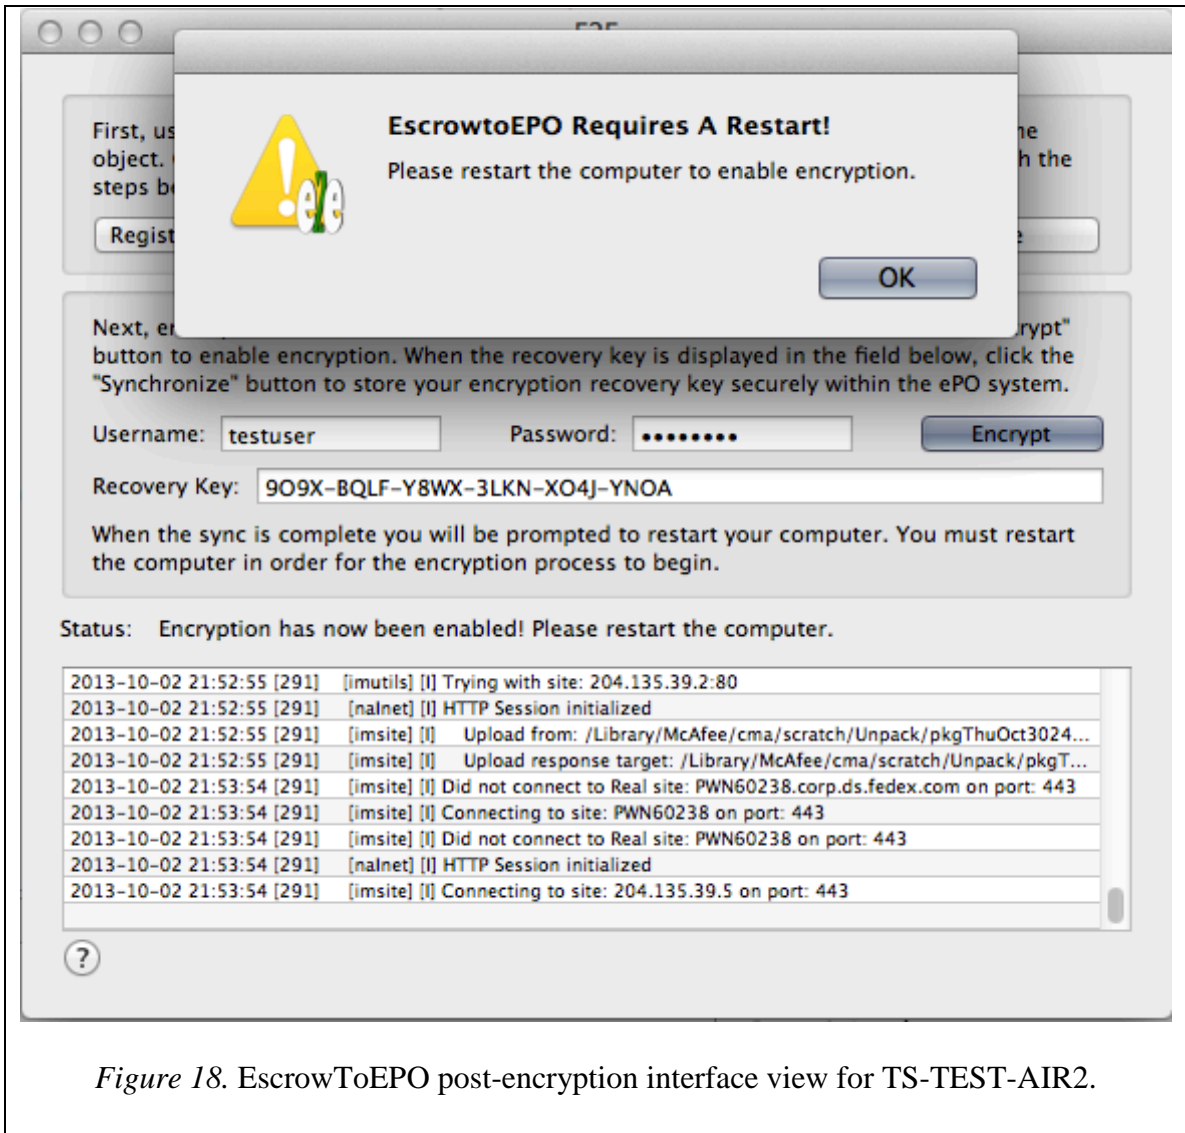 EscrowtoEPO Requires A Restart!
Please restart the computer to enable encryption.
OK
First, us
he
object.
h the
steps be
Regist
e
Next, er
rypt"
button to enable encryption. When the recovery key is displayed in the field below, click the
"Synchronize" button to store your encryption recovery key securely within the ePO system.
Username: testuser Password: •••••••• Encrypt
Recovery Key: 9O9X-BQLF-Y8WX-3LKN-XO4J-YNOA
When the sync is complete you will be prompted to restart your computer. You must restart
the computer in order for the encryption process to begin.
Status: Encryption has now been enabled! Please restart the computer.
2013-10-02 21:52:55 [291] [imutils] [I] Trying with site: 204.135.39.2:80
2013-10-02 21:52:55 [291] [nalnet] [I] HTTP Session initialized
2013-10-02 21:52:55 [291] [imsite] [I] Upload from: /Library/McAfee/cma/scratch/Unpack/pkgThuOct3024...
2013-10-02 21:52:55 [291] [imsite] [I] Upload response target: /Library/McAfee/cma/scratch/Unpack/pkgT...
2013-10-02 21:53:54 [291] [imsite] [I] Did not connect to Real site: PWN60238.corp.ds.fedex.com on port: 443
2013-10-02 21:53:54 [291] [imsite] [I] Connecting to site: PWN60238 on port: 443
2013-10-02 21:53:54 [291] [imsite] [I] Did not connect to Real site: PWN60238 on port: 443
2013-10-02 21:53:54 [291] [nalnet] [I] HTTP Session initialized
2013-10-02 21:53:54 [291] [imsite] [I] Connecting to site: 204.135.39.5 on port: 443
?
Figure 18. EscrowToEPO post-encryption interface view for TS-TEST-AIR2.